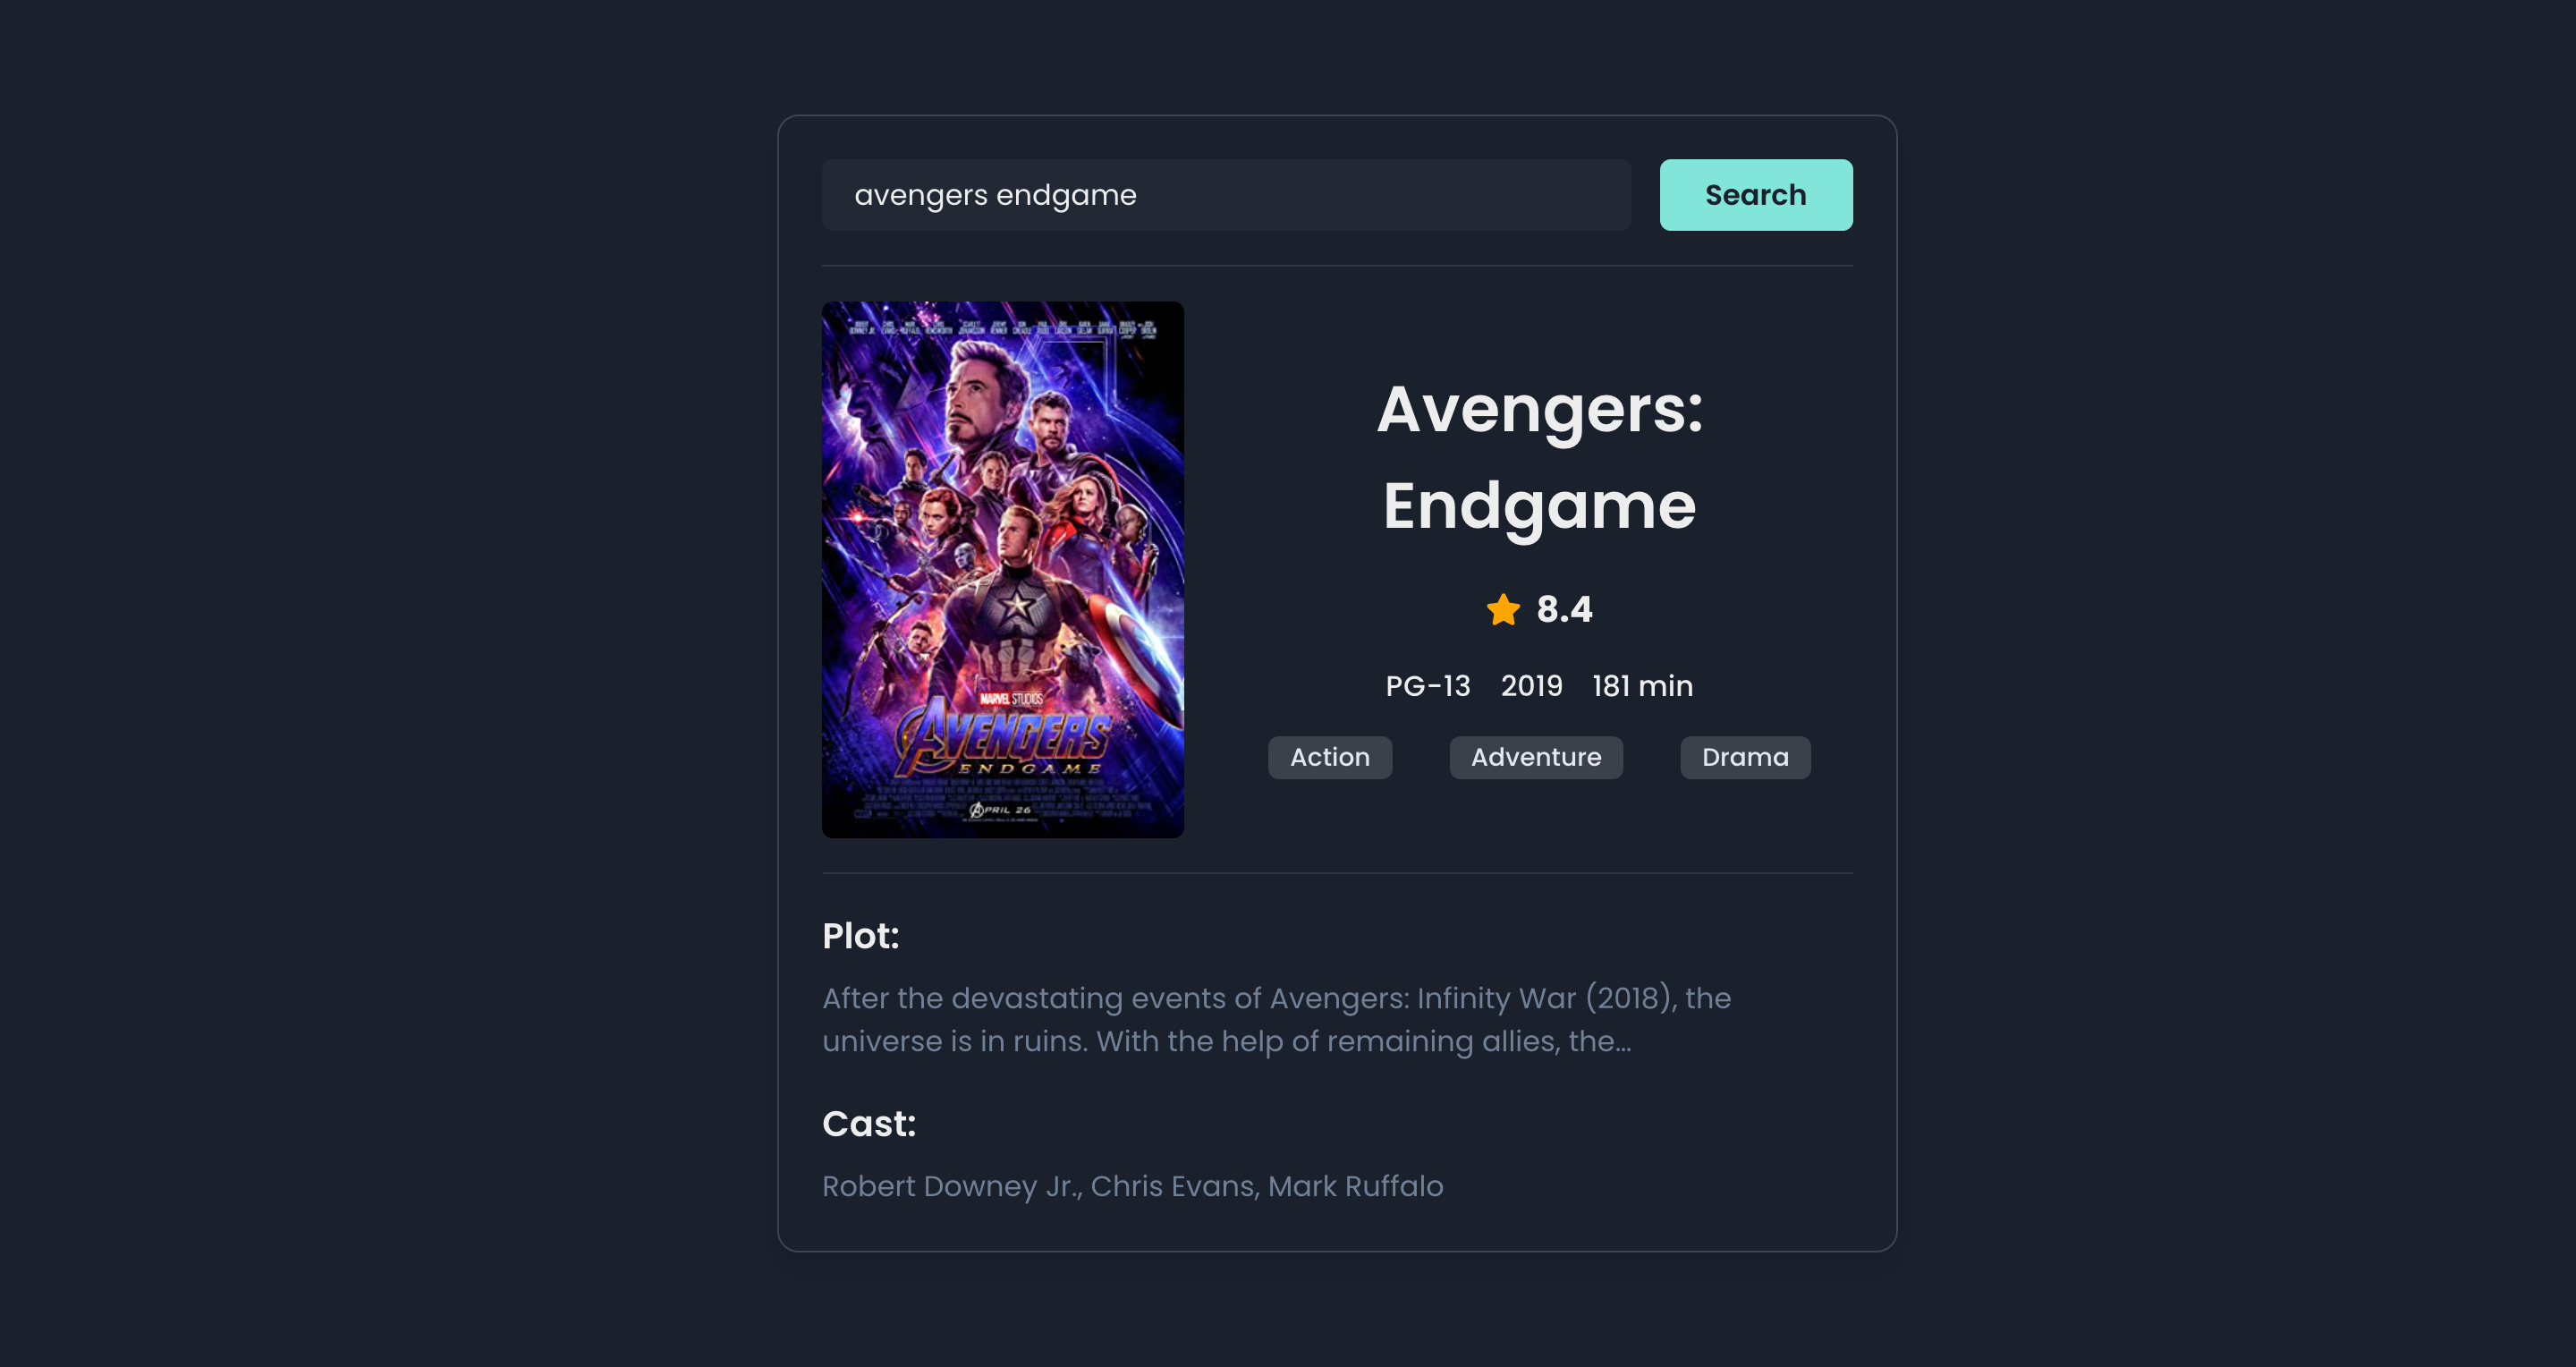 avengers endgame
Search
MARVEL STUDIOS
AVENGERS
ENDGAME
APRIL 26
Avengers:
Endgame
8.4
PG-13 2019 181 min
Action Adventure Drama
Plot:
After the devastating events of Avengers: Infinity War (2018), the
universe is in ruins. With the help of remaining allies, the...
Cast:
Robert Downey Jr., Chris Evans, Mark Ruffalo